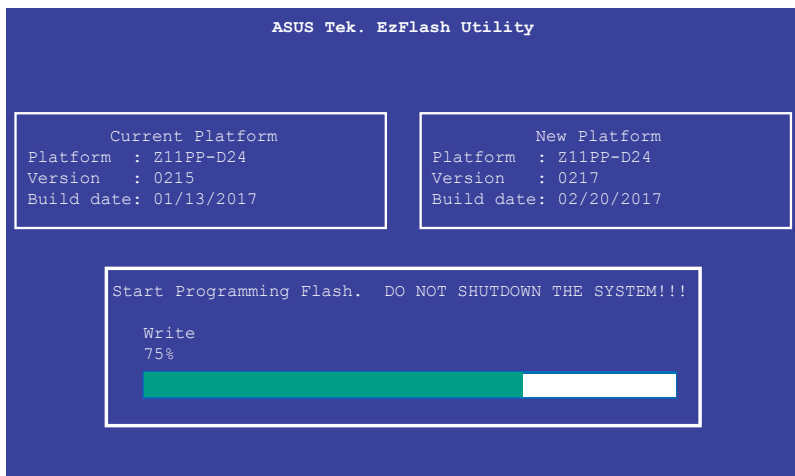 ASUS Tek. EzFlash Utility
Current Platform
Platform : Z11PP-D24
Version : 0215
Build date: 01/13/2017
New Platform
Platform : Z11PP-D24
Version : 0217
Build date: 02/20/2017
Start Programming Flash. DO NOT SHUTDOWN THE SYSTEM!!!
Write
75%